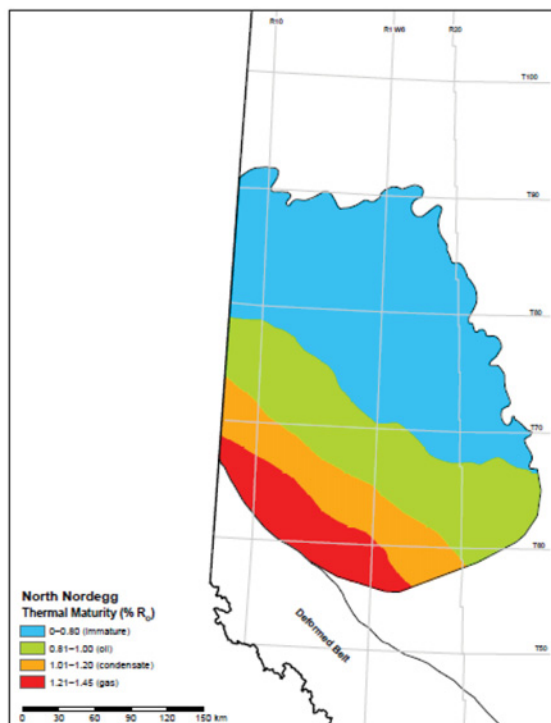 R10
R1 W6
R20
T100
T90
T80
T70
T60
T50
Deformed Belt
North Nordegg
Thermal Maturity (% Ro)
0–0.80 (immature)
0.81–1.00 (oil)
1.01–1.20 (condensate)
1.21–1.45 (gas)
0 30 60 90 120 150 km